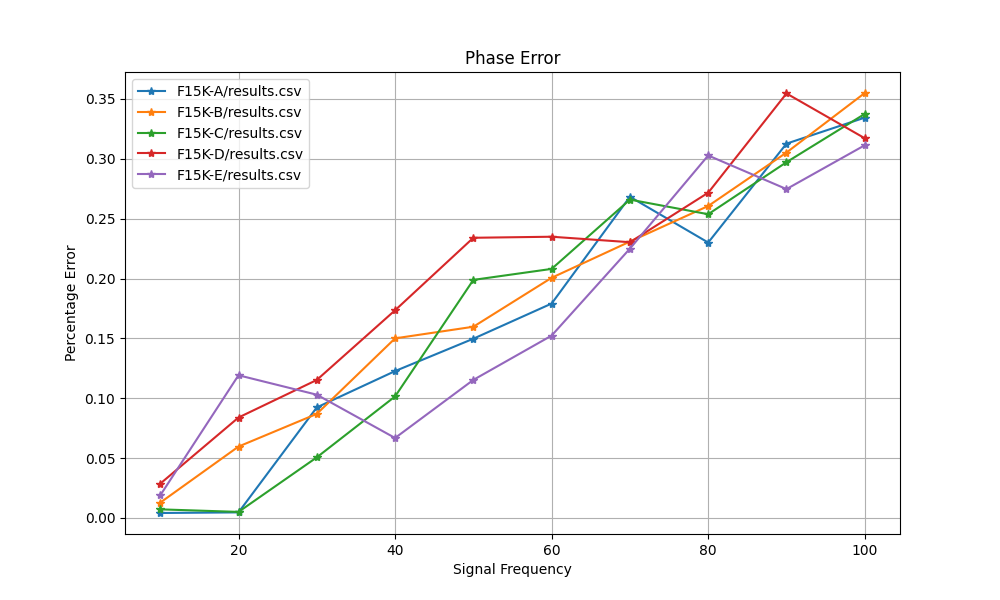 Phase Error
F15K-A/results.csv
F15K-B/results.csv
F15K-C/results.csv
F15K-D/results.csv
F15K-E/results.csv
Percentage Error
0.35
0.30
0.25
0.20
0.15
0.10
0.05
0.00
20 40 60 80 100
Signal Frequency